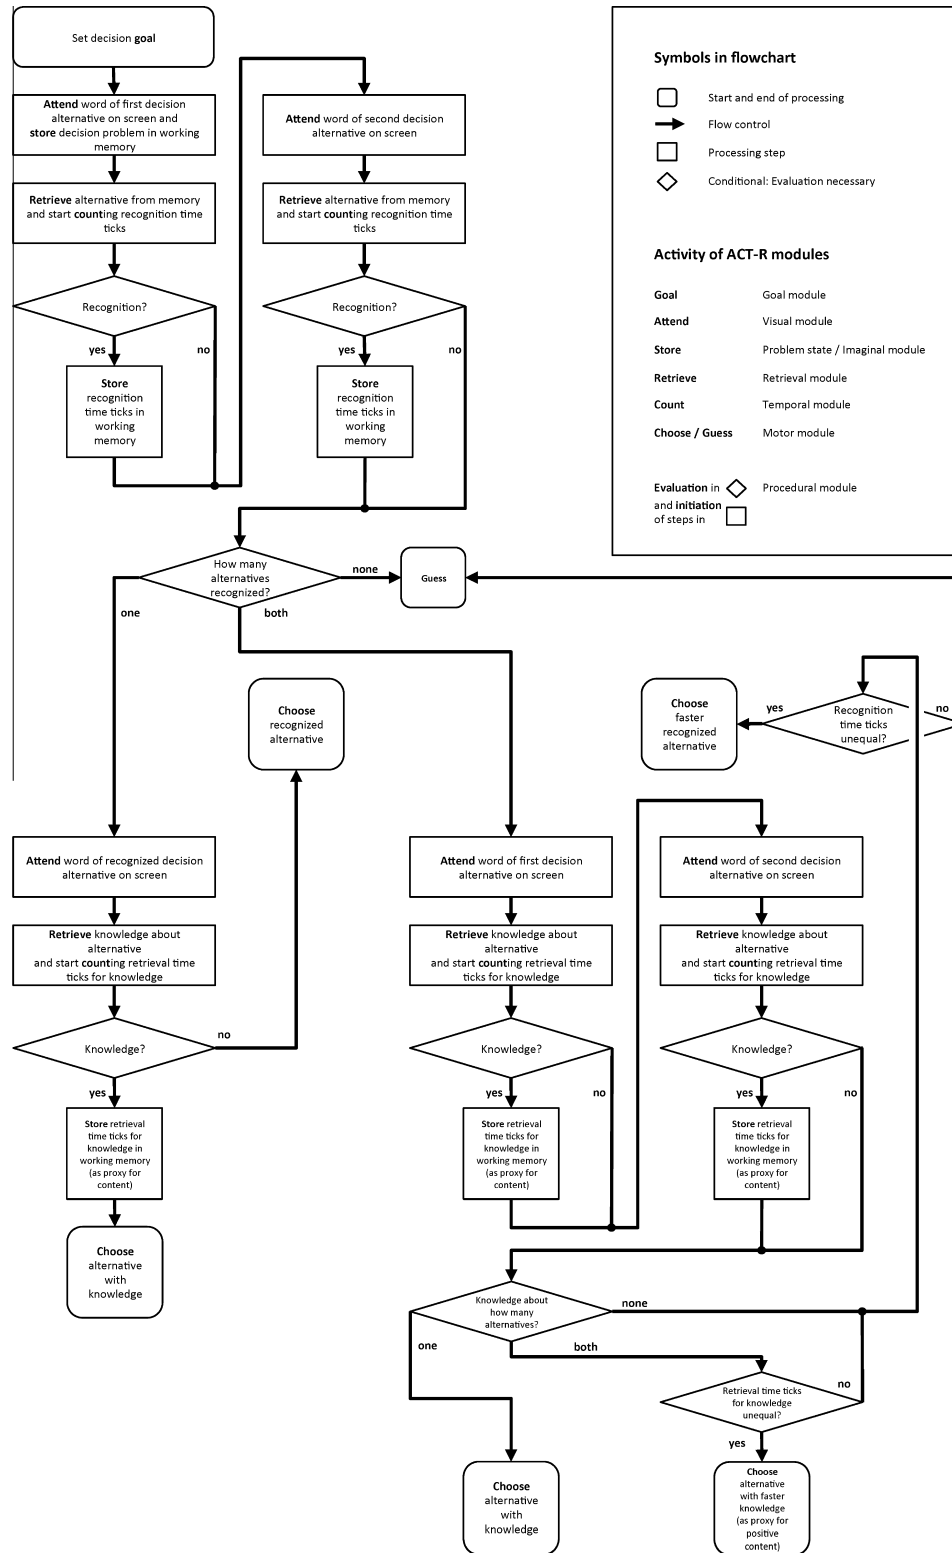 Set decision goal
Attend word of first decision
alternative on screen and
store decision problem in working
memory
Retrieve alternative from memory
and start counting recognition time
ticks
Recognition?
yes
no
Store
recognition
time ticks in
working
memory
Attend word of second decision
alternative on screen
Retrieve alternative from memory
and start counting recognition time
ticks
Recognition?
yes
no
Store
recognition
time ticks in
working
memory
Symbols in flowchart
Start and end of processing
Flow control
Processing step
Conditional: Evaluation necessary
Activity of ACT-R modules
Goal Goal module
Attend Visual module
Store Problem state / Imaginal module
Retrieve Retrieval module
Count Temporal module
Choose / Guess Motor module
Evaluation in Procedural module
and initiation
of steps in
How many
alternatives
recognized?
none
Guess
one
both
Choose
recognized
alternative
Choose
faster
recognized
alternative
yes
Recognition
time ticks
unequal?
no
Attend word of recognized decision
alternative on screen
Retrieve knowledge about
alternative
and start counting retrieval time
ticks for knowledge
Knowledge?
no
yes
Store retrieval
time ticks for
knowledge in
working memory
(as proxy for
content)
Choose
alternative
with
knowledge
Attend word of first decision
alternative on screen
Retrieve knowledge about
alternative
and start counting retrieval time
ticks for knowledge
Knowledge?
yes
no
Store retrieval
time ticks for
knowledge in
working memory
(as proxy for
content)
Attend word of second decision
alternative on screen
Retrieve knowledge about
alternative
and start counting retrieval time
ticks for knowledge
Knowledge?
yes
no
Store retrieval
time ticks for
knowledge in
working memory
(as proxy for
content)
Knowledge about
how many
alternatives?
none
one
both
Retrieval time ticks
for knowledge
unequal?
no
yes
Choose
alternative
with
knowledge
Choose
alternative
with faster
knowledge
(as proxy for
positive
content)